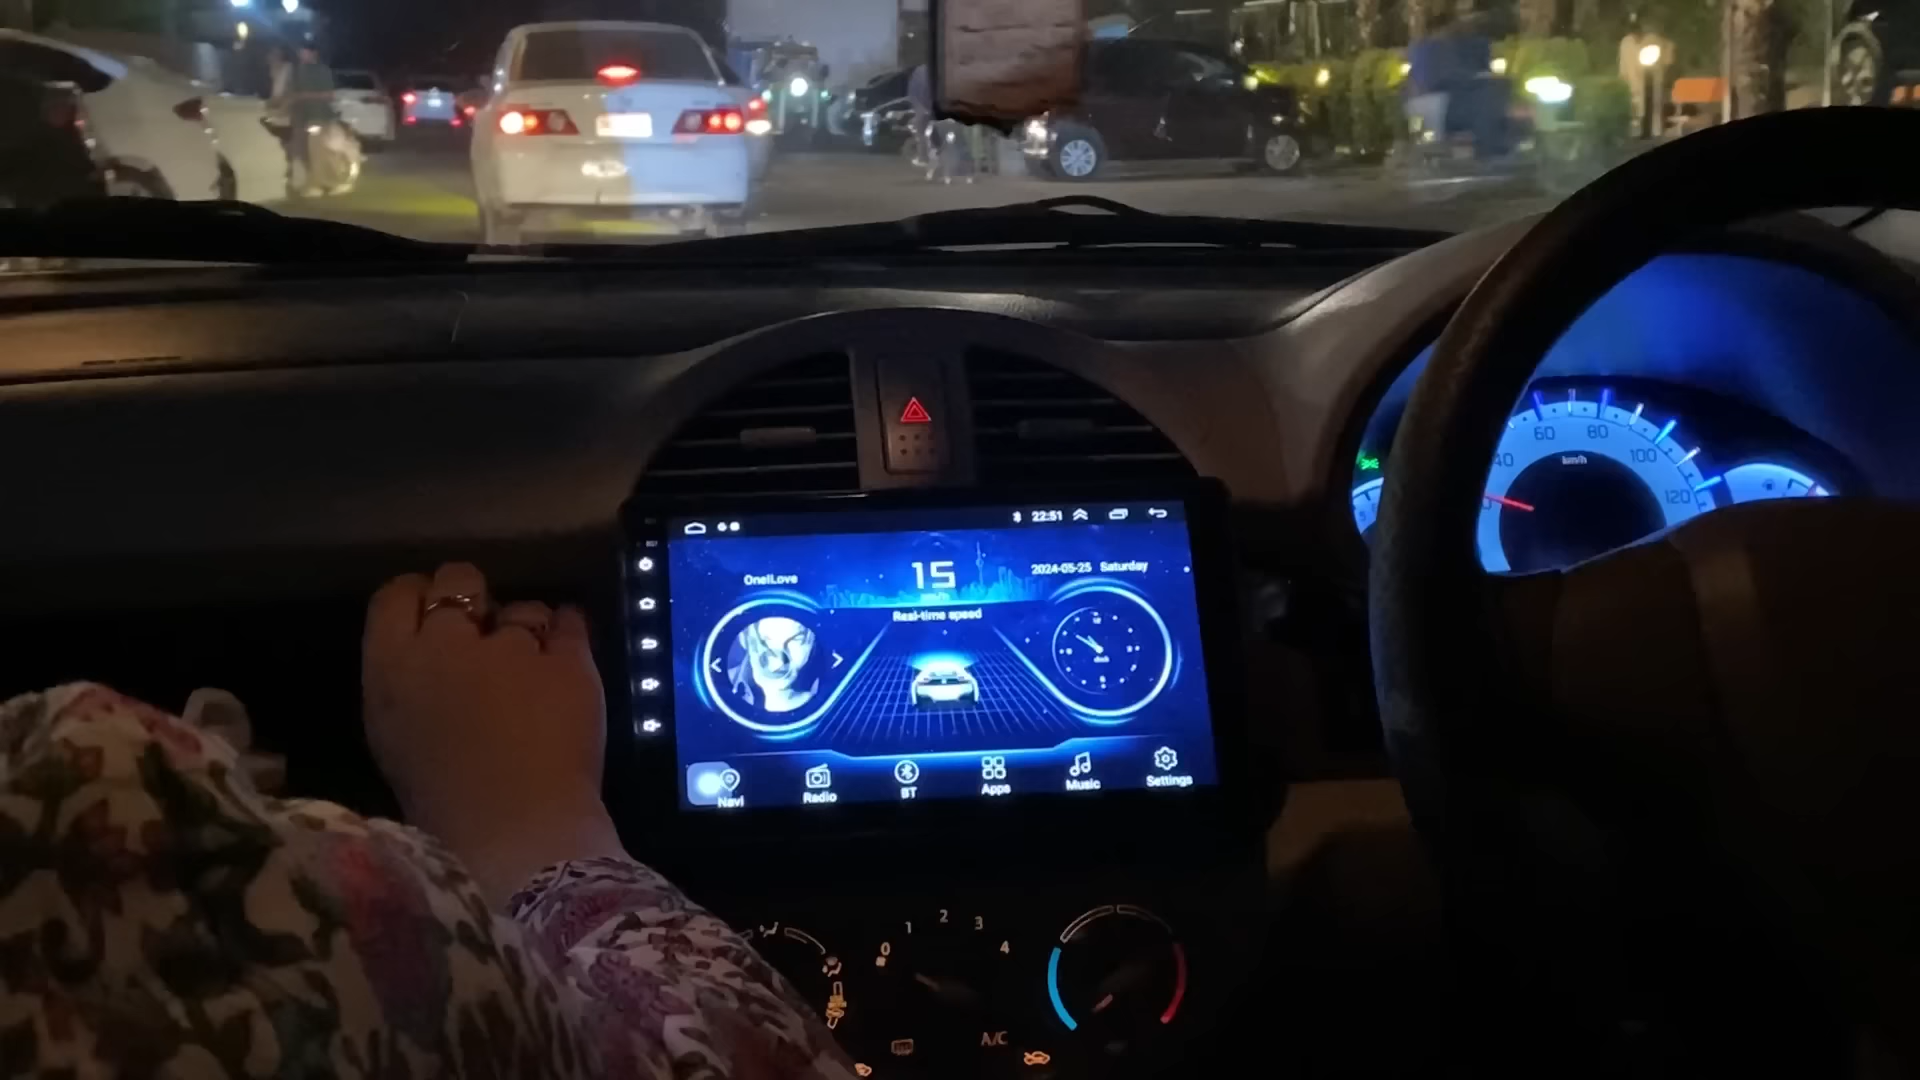 22:51
OnelLove
15
km/h
Real-time speed
2024-05-25 Saturday
Navi
Radio
BT
Apps
Music
Settings
40
60
80
100
120
km/h
0
1
2
3
4
A/C